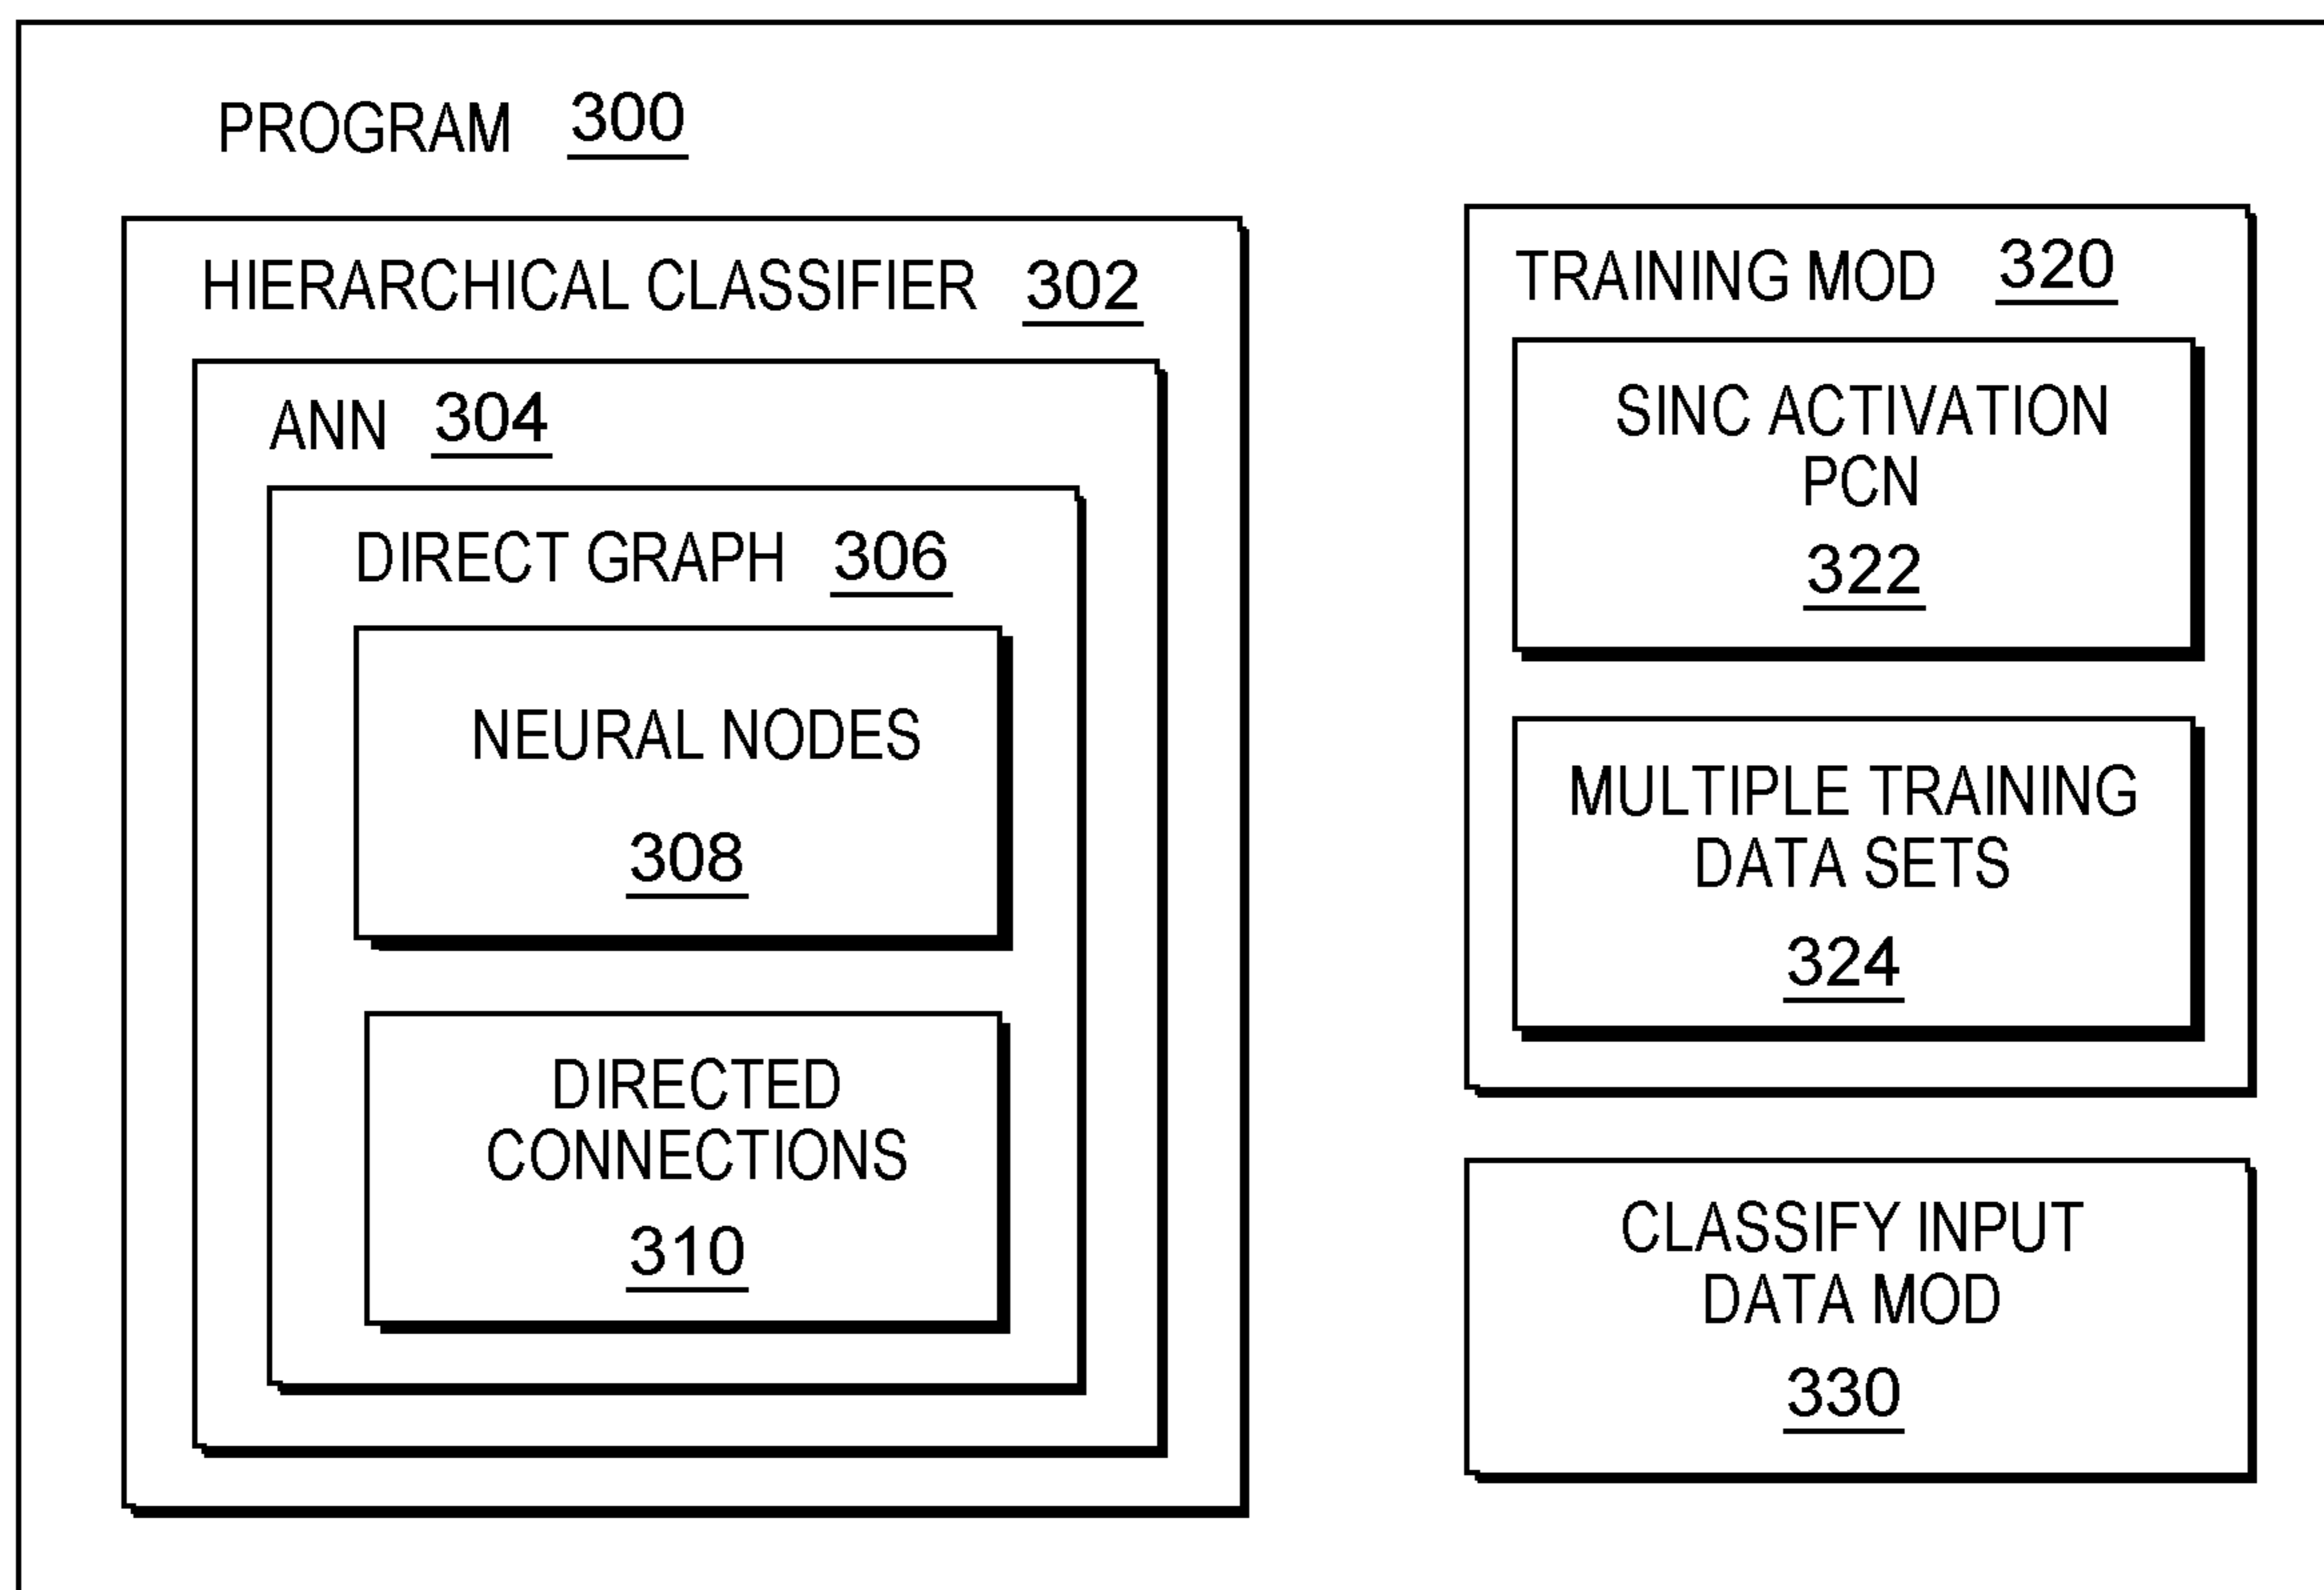 PROGRAM 300
HIERARCHICAL CLASSIFIER 302
ANN 304
DIRECT GRAPH 306
NEURAL NODES
308
DIRECTED
CONNECTIONS
310
TRAINING MOD 320
SINC ACTIVATION
PCN
322
MULTIPLE TRAINING
DATA SETS
324
CLASSIFY INPUT
DATA MOD
330